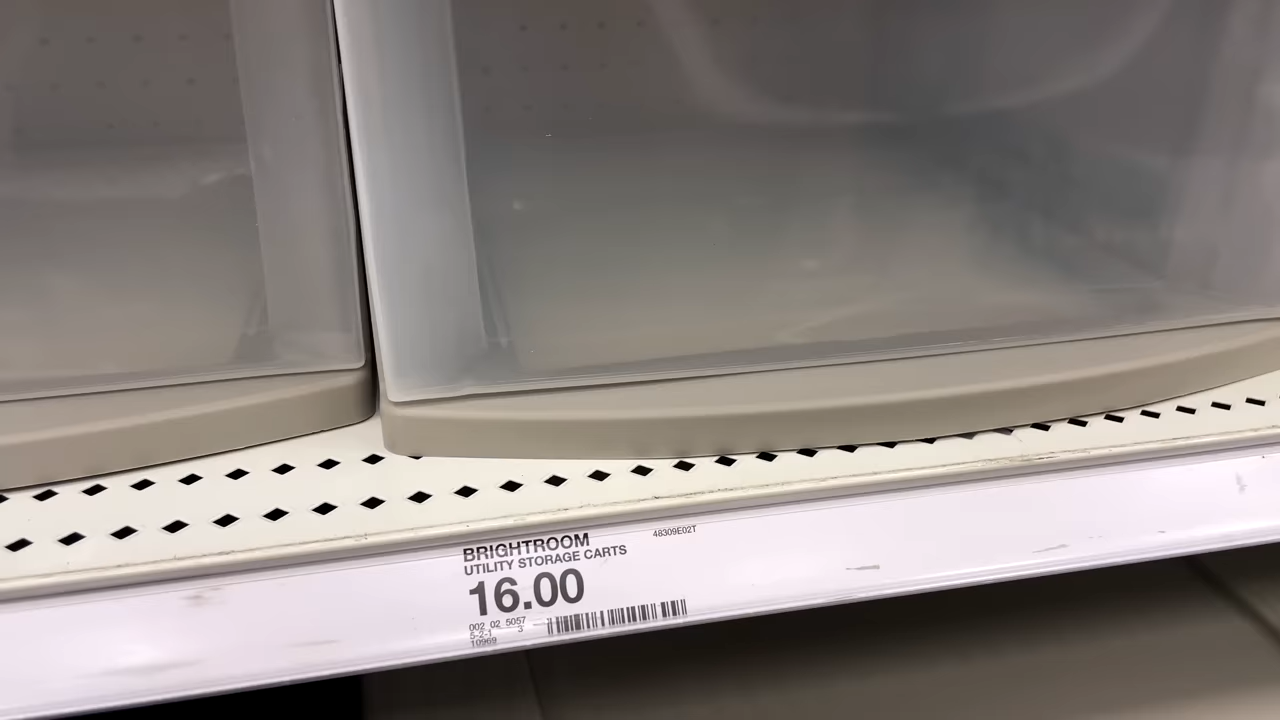 BRIGHTROOM 48309E02T
UTILITY STORAGE CARTS
16.00
002 02 5057
5-2-1 3
10969